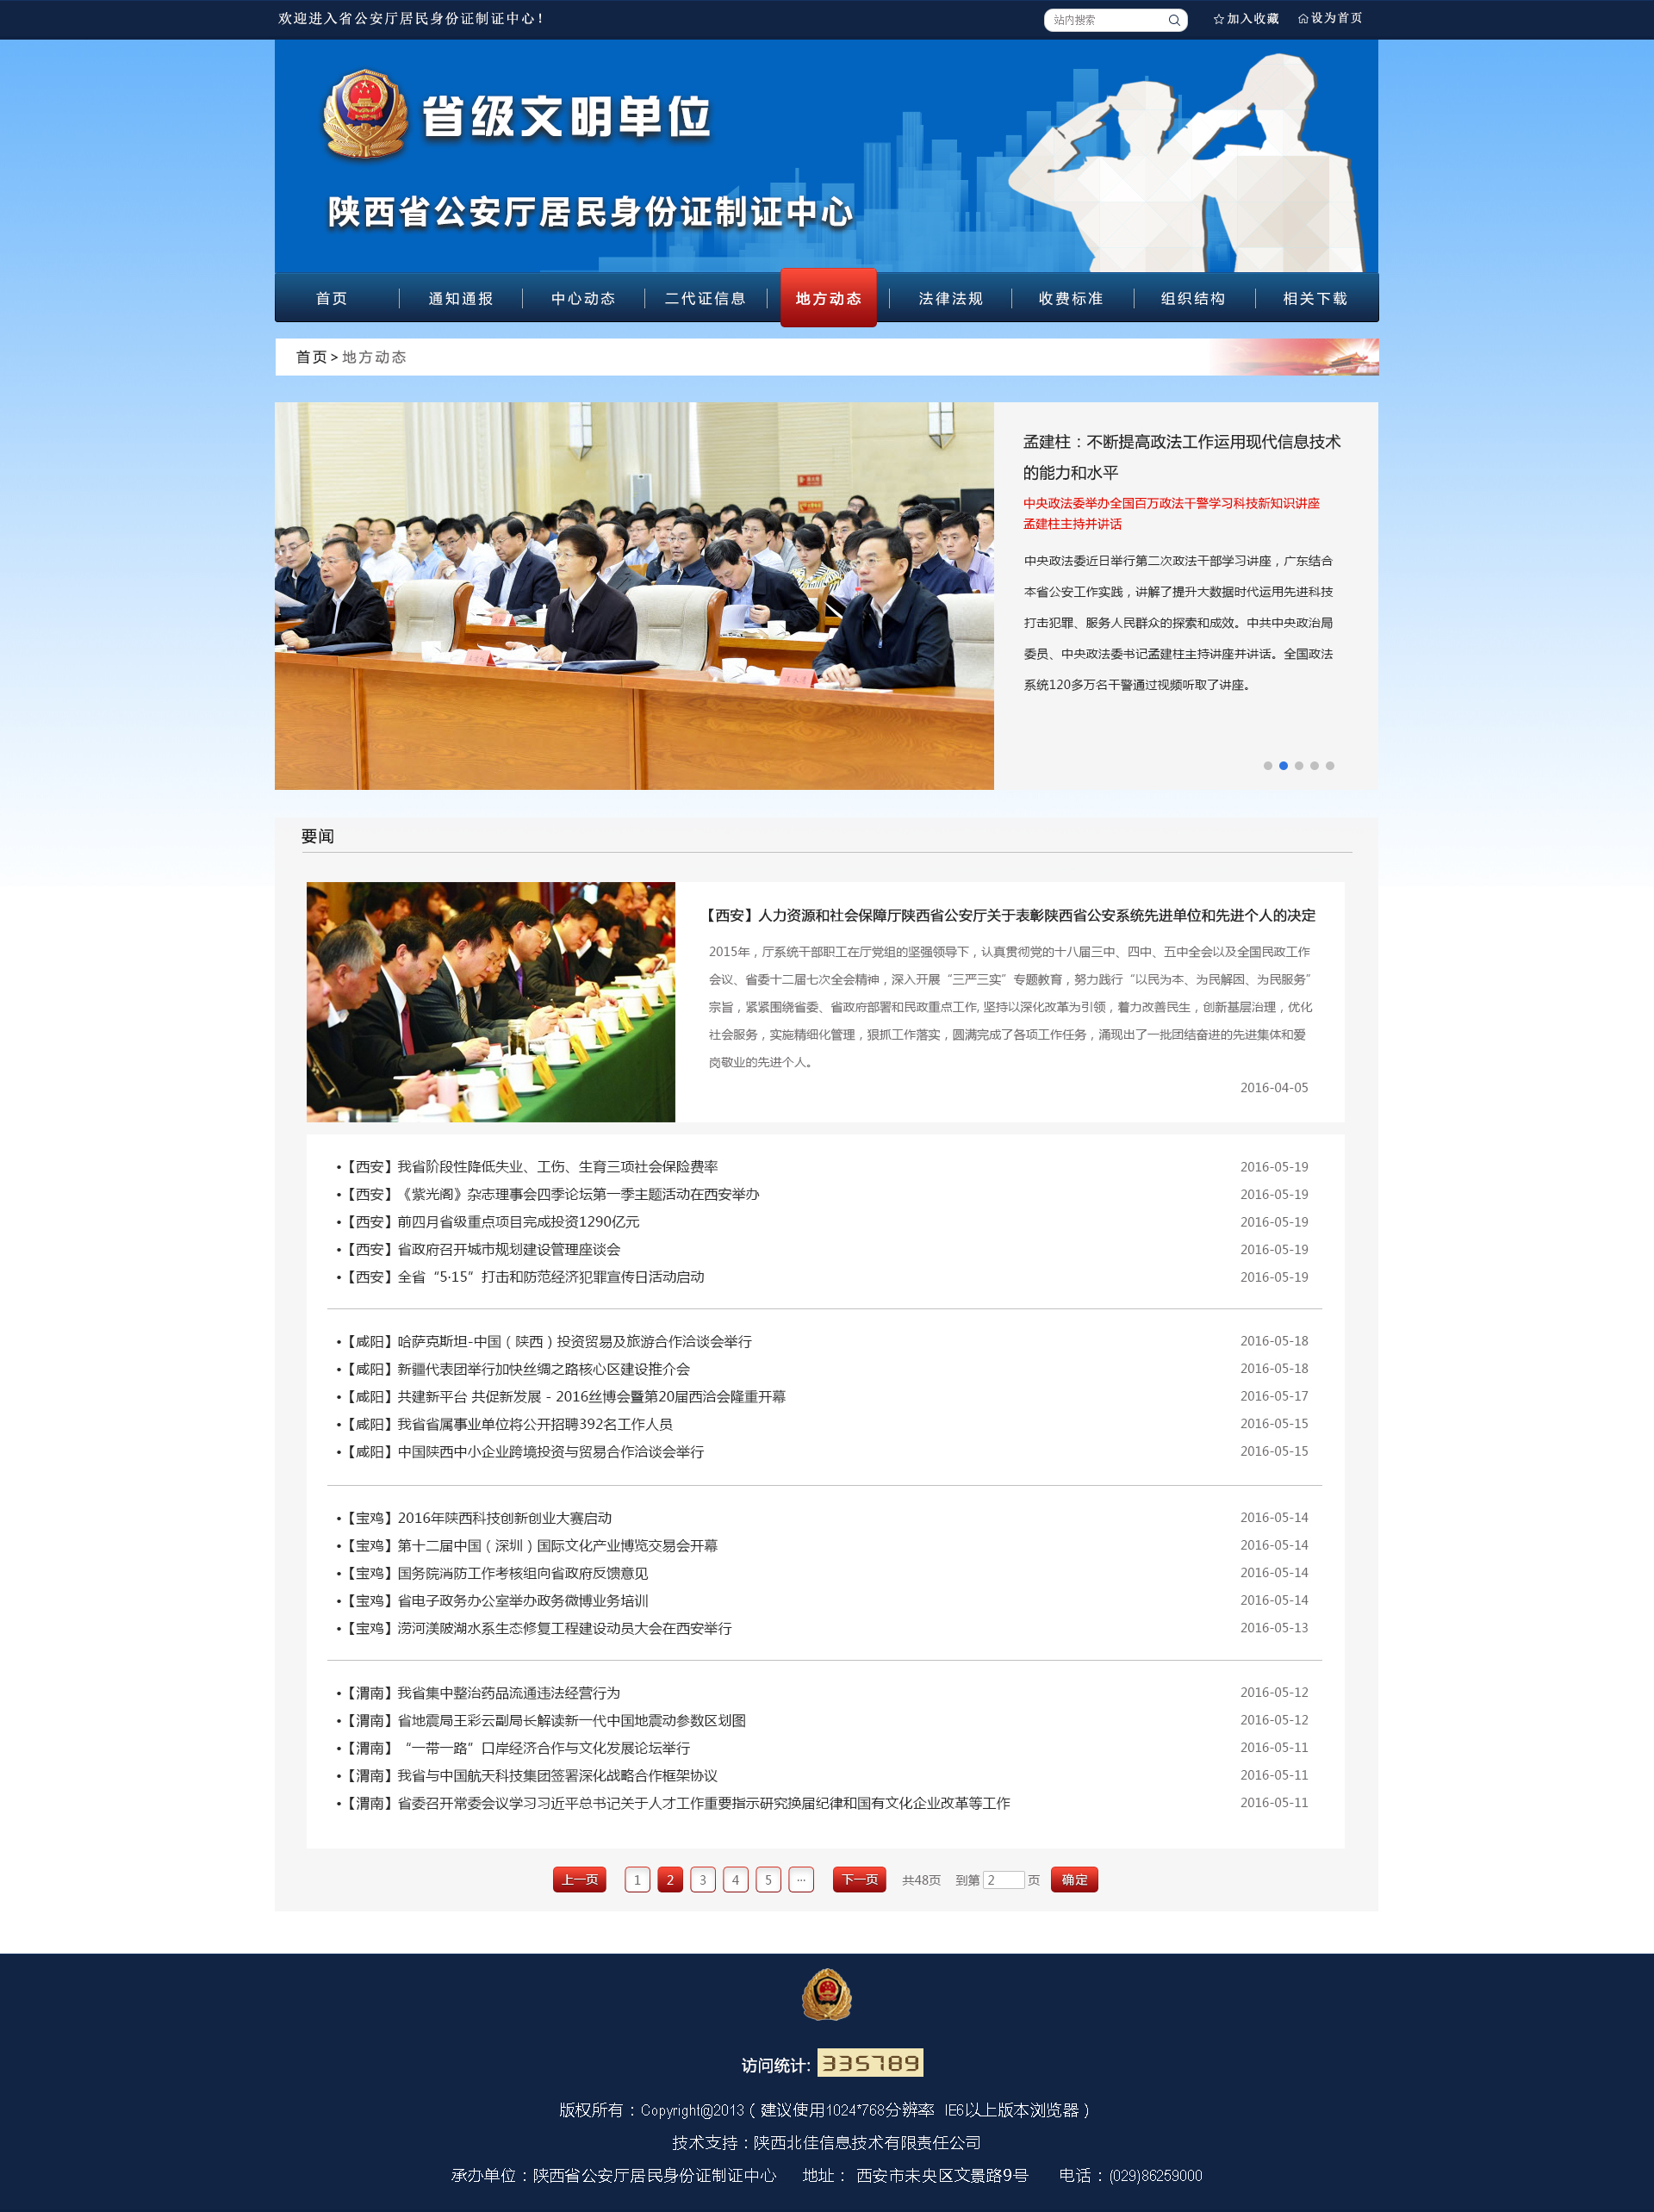 欢迎进入省公安厅居民身份证制证中心！
站内搜索
加入收藏
设为首页
省级文明单位
陕西省公安厅居民身份证制证中心
首页
通知通报
中心动态
二代证信息
地方动态
法律法规
收费标准
组织结构
相关下载
首页>地方动态
孟建柱：不断提高政法工作运用现代信息技术
的能力和水平
中央政法委举办全国百万政法干警学习科技新知识讲座
孟建柱主持并讲话
中央政法委近日举行第二次政法干部学习讲座，广东结合
本省公安工作实践，讲解了提升大数据时代运用先进科技
打击犯罪、服务人民群众的探索和成效。中共中央政治局
委员、中央政法委书记孟建柱主持讲座并讲话。全国政法
系统120多万名干警通过视频听取了讲座。
要闻
【西安】人力资源和社会保障厅陕西省公安厅关于表彰陕西省公安系统先进单位和先进个人的决定
2015年，厅系统干部职工在厅党组的坚强领导下，认真贯彻党的十八届三中、四中、五中全会以及全国民政工作
会议、省委十二届七次全会精神，深入开展“三严三实”专题教育，努力践行“以民为本、为民解困、为民服务”
宗旨，紧紧围绕省委、省政府部署和民政重点工作, 坚持以深化改革为引领，着力改善民生，创新基层治理，优化
社会服务，实施精细化管理，狠抓工作落实，圆满完成了各项工作任务，涌现出了一批团结奋进的先进集体和爱
岗敬业的先进个人。
2016-04-05
•【西安】我省阶段性降低失业、工伤、生育三项社会保险费率 2016-05-19
•【西安】《紫光阁》杂志理事会四季论坛第一季主题活动在西安举办 2016-05-19
•【西安】前四月省级重点项目完成投资1290亿元 2016-05-19
•【西安】省政府召开城市规划建设管理座谈会 2016-05-19
•【西安】全省“5·15”打击和防范经济犯罪宣传日活动启动 2016-05-19
•【咸阳】哈萨克斯坦-中国（陕西）投资贸易及旅游合作洽谈会举行 2016-05-18
•【咸阳】新疆代表团举行加快丝绸之路核心区建设推介会 2016-05-18
•【咸阳】共建新平台 共促新发展 - 2016丝博会暨第20届西洽会隆重开幕 2016-05-17
•【咸阳】我省省属事业单位将公开招聘392名工作人员 2016-05-15
•【咸阳】中国陕西中小企业跨境投资与贸易合作洽谈会举行 2016-05-15
•【宝鸡】2016年陕西科技创新创业大赛启动 2016-05-14
•【宝鸡】第十二届中国（深圳）国际文化产业博览交易会开幕 2016-05-14
•【宝鸡】国务院消防工作考核组向省政府反馈意见 2016-05-14
•【宝鸡】省电子政务办公室举办政务微博业务培训 2016-05-14
•【宝鸡】涝河渼陂湖水系生态修复工程建设动员大会在西安举行 2016-05-13
•【渭南】我省集中整治药品流通违法经营行为 2016-05-12
•【渭南】省地震局王彩云副局长解读新一代中国地震动参数区划图 2016-05-12
•【渭南】“一带一路”口岸经济合作与文化发展论坛举行 2016-05-11
•【渭南】我省与中国航天科技集团签署深化战略合作框架协议 2016-05-11
•【渭南】省委召开常委会议学习习近平总书记关于人才工作重要指示研究换届纪律和国有文化企业改革等工作 2016-05-11
上一页 1 2 3 4 5 ... 下一页 共48页 到第 2 页 确定
访问统计: 335789
版权所有：Copyright@2013（建议使用1024*768分辨率 IE6以上版本浏览器）
技术支持：陕西北佳信息技术有限责任公司
承办单位：陕西省公安厅居民身份证制证中心 地址： 西安市未央区文景路9号 电话：(029)86259000